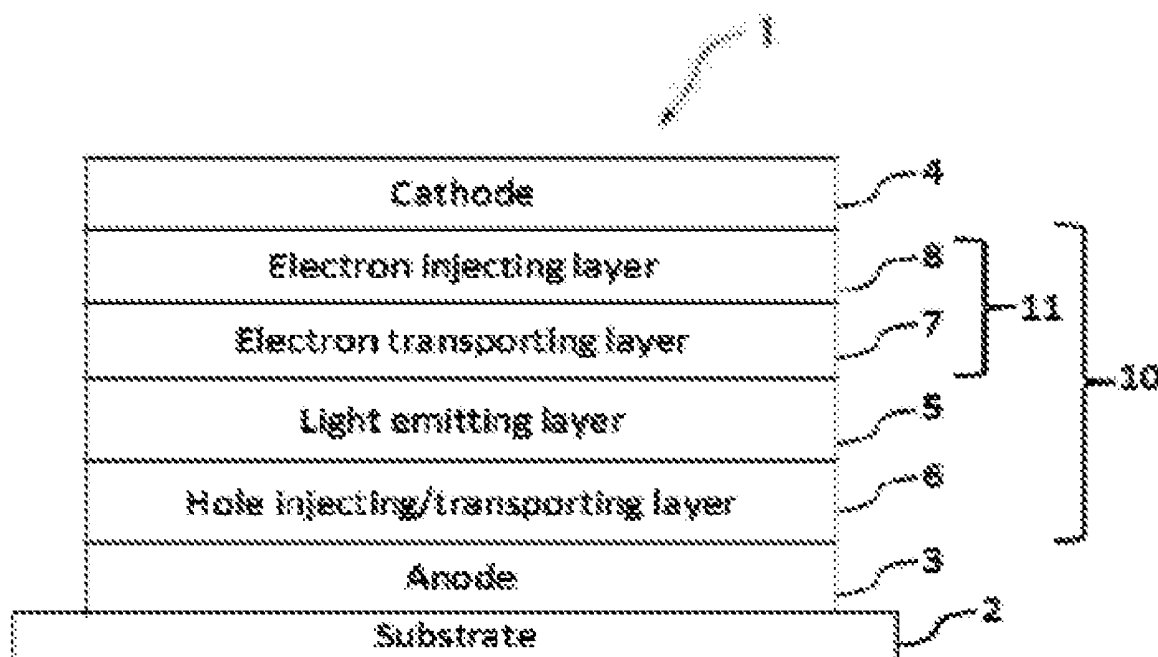 1
Cathode
4
Electron injecting layer
8
Electron transporting layer
7
11
10
Light emitting layer
5
Hole injecting/transporting layer
6
Anode
3
Substrate
2